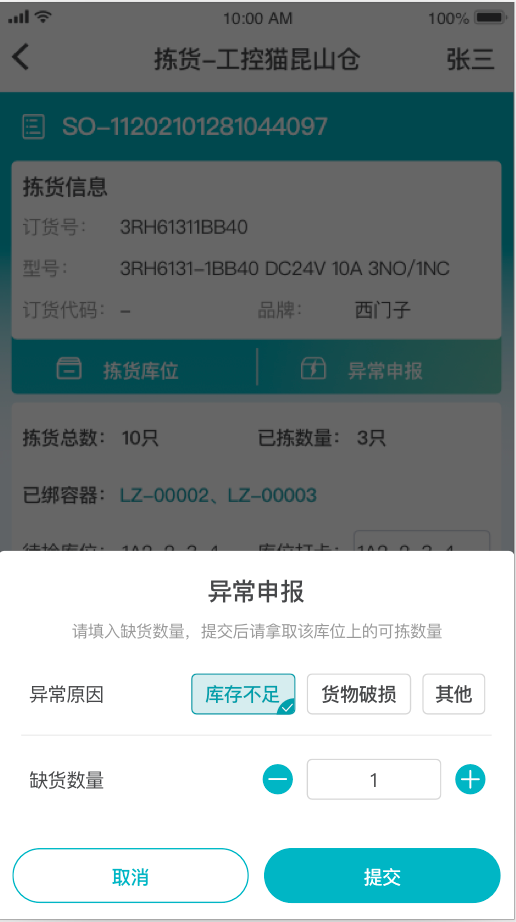 10:00 AM 100%
拣货-工控猫昆山仓 张三
SO-11202101281044097
拣货信息
订货号： 3RH61311BB40
型号： 3RH6131-1BB40 DC24V 10A 3NO/1NC
订货代码： - 品牌： 西门子
拣货库位 异常申报
拣货总数： 10只 已拣数量： 3只
已绑容器： LZ-00002、LZ-00003
异常申报
请填入缺货数量，提交后请拿取该库位上的可拣数量
异常原因 库存不足 货物破损 其他
缺货数量 1
取消 提交